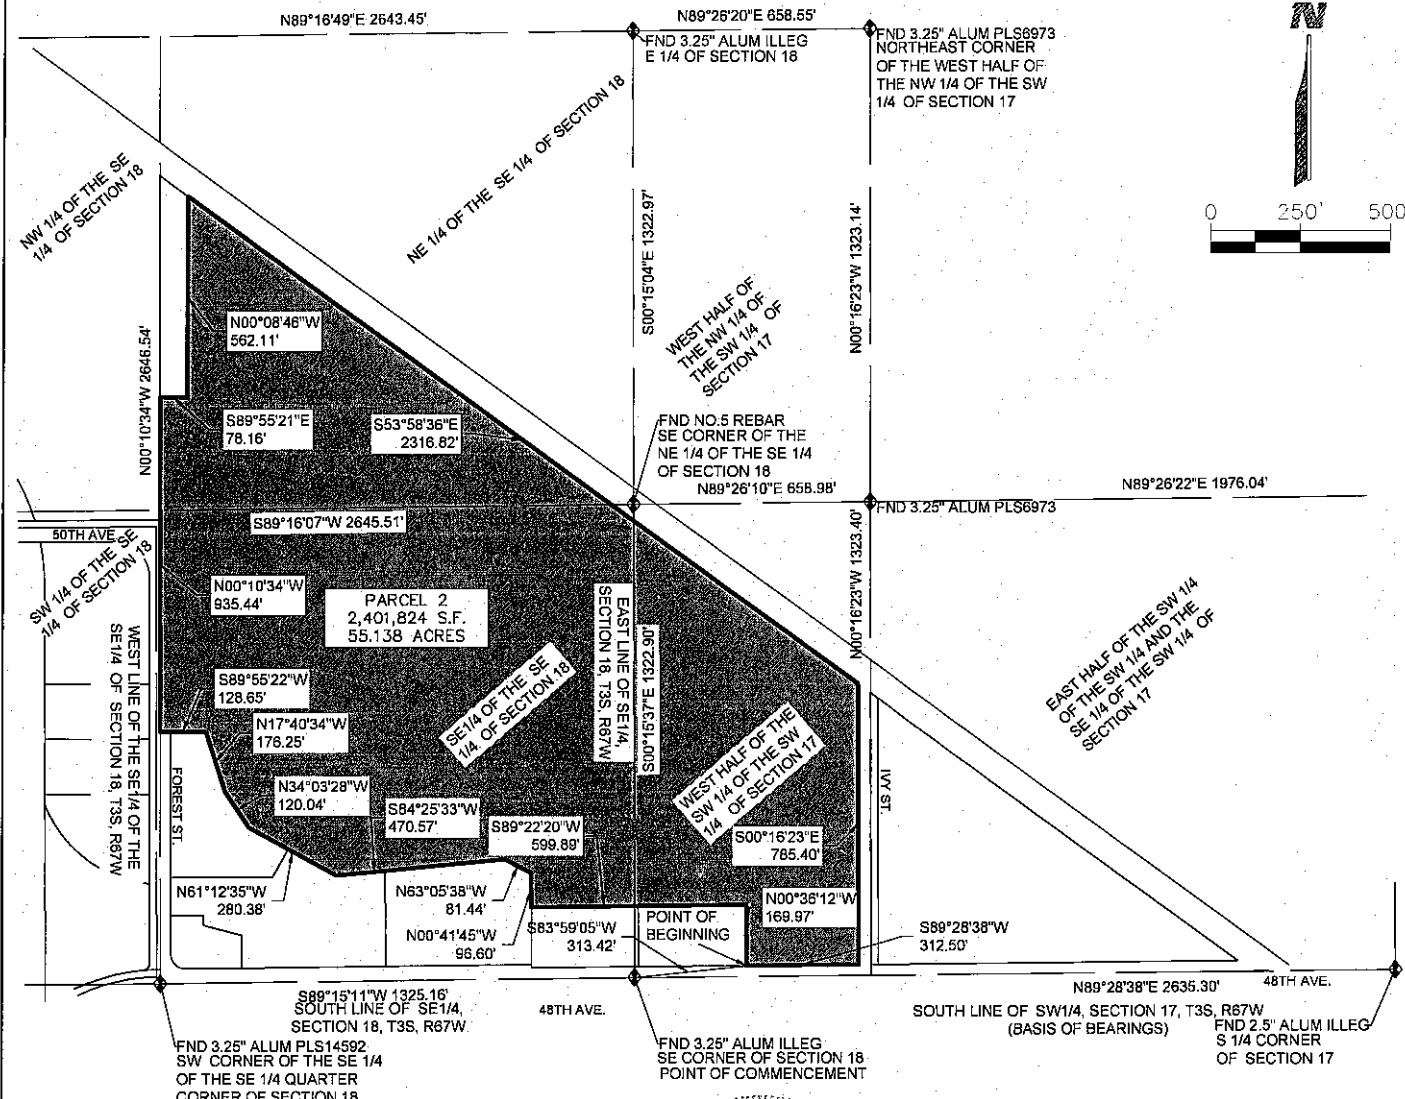 N89°16'49"E 2643.45'
N89°26'20"E 658.55'
N
FND 3.25" ALUM ILLEG
E 1/4 OF SECTION 18
FND 3.25" ALUM PLS6973
NORTHEAST CORNER
OF THE WEST HALF OF
THE NW 1/4 OF THE SW
1/4 OF SECTION 17
0 250' 500
NW 1/4 OF THE SE
1/4 OF SECTION 18
NE 1/4 OF THE SE 1/4 OF SECTION 18
S00°15'04"E 1322.97'
N00°16'23"W 1323.14'
WEST HALF OF
THE NW 1/4 OF
THE SW 1/4 OF
SECTION 17
N00°10'34"W 2646.54'
N00°08'46"W
562.11'
S89°55'21"E
78.16'
S53°58'36"E
2316.82'
FND NO.5 REBAR
SE CORNER OF THE
NE 1/4 OF THE SE 1/4
OF SECTION 18
N89°26'10"E 658.98'
N89°26'22"E 1976.04'
FND 3.25" ALUM PLS6973
S89°16'07"W 2645.51'
50TH AVE.
SW 1/4 OF THE SE
1/4 OF SECTION 18
N00°10'34"W
935.44'
PARCEL 2
2,401,824 S.F.
55.138 ACRES
EAST LINE OF SE1/4,
SECTION 18, T3S, R67W
S00°15'37"E 1322.90'
N00°16'23"W 1323.40'
EAST HALF OF THE SW 1/4
OF THE SW 1/4 AND THE
SE 1/4 OF THE SW 1/4 OF
SECTION 17
WEST LINE OF THE SE1/4 OF THE
SE1/4 OF SECTION 18, T3S, R67W
S89°55'22"W
128.65'
N17°40'34"W
176.25'
SE1/4 OF THE SE
1/4 OF SECTION 18
WEST HALF OF THE
SW 1/4 OF THE SW
1/4 OF SECTION 17
FOREST ST.
IVY ST.
N34°03'28"W
120.04'
S84°25'33"W
470.57'
S89°22'20"W
599.89'
S00°16'23"E
785.40'
N61°12'35"W
280.38'
N63°05'38"W
81.44'
N00°41'45"W
96.60'
S83°59'05"W
313.42'
POINT OF
BEGINNING
N00°36'12"W
169.97'
S89°28'38"W
312.50'
S89°15'11"W 1325.16'
SOUTH LINE OF SE1/4,
SECTION 18, T3S, R67W
48TH AVE.
N89°28'38"E 2635.30'
48TH AVE.
SOUTH LINE OF SW1/4, SECTION 17, T3S, R67W
(BASIS OF BEARINGS)
FND 2.5" ALUM ILLEG
S 1/4 CORNER
OF SECTION 17
FND 3.25" ALUM PLS14592
SW CORNER OF THE SE 1/4
OF THE SE 1/4 QUARTER
CORNER OF SECTION 18
FND 3.25" ALUM ILLEG
SE CORNER OF SECTION 18
POINT OF COMMENCEMENT